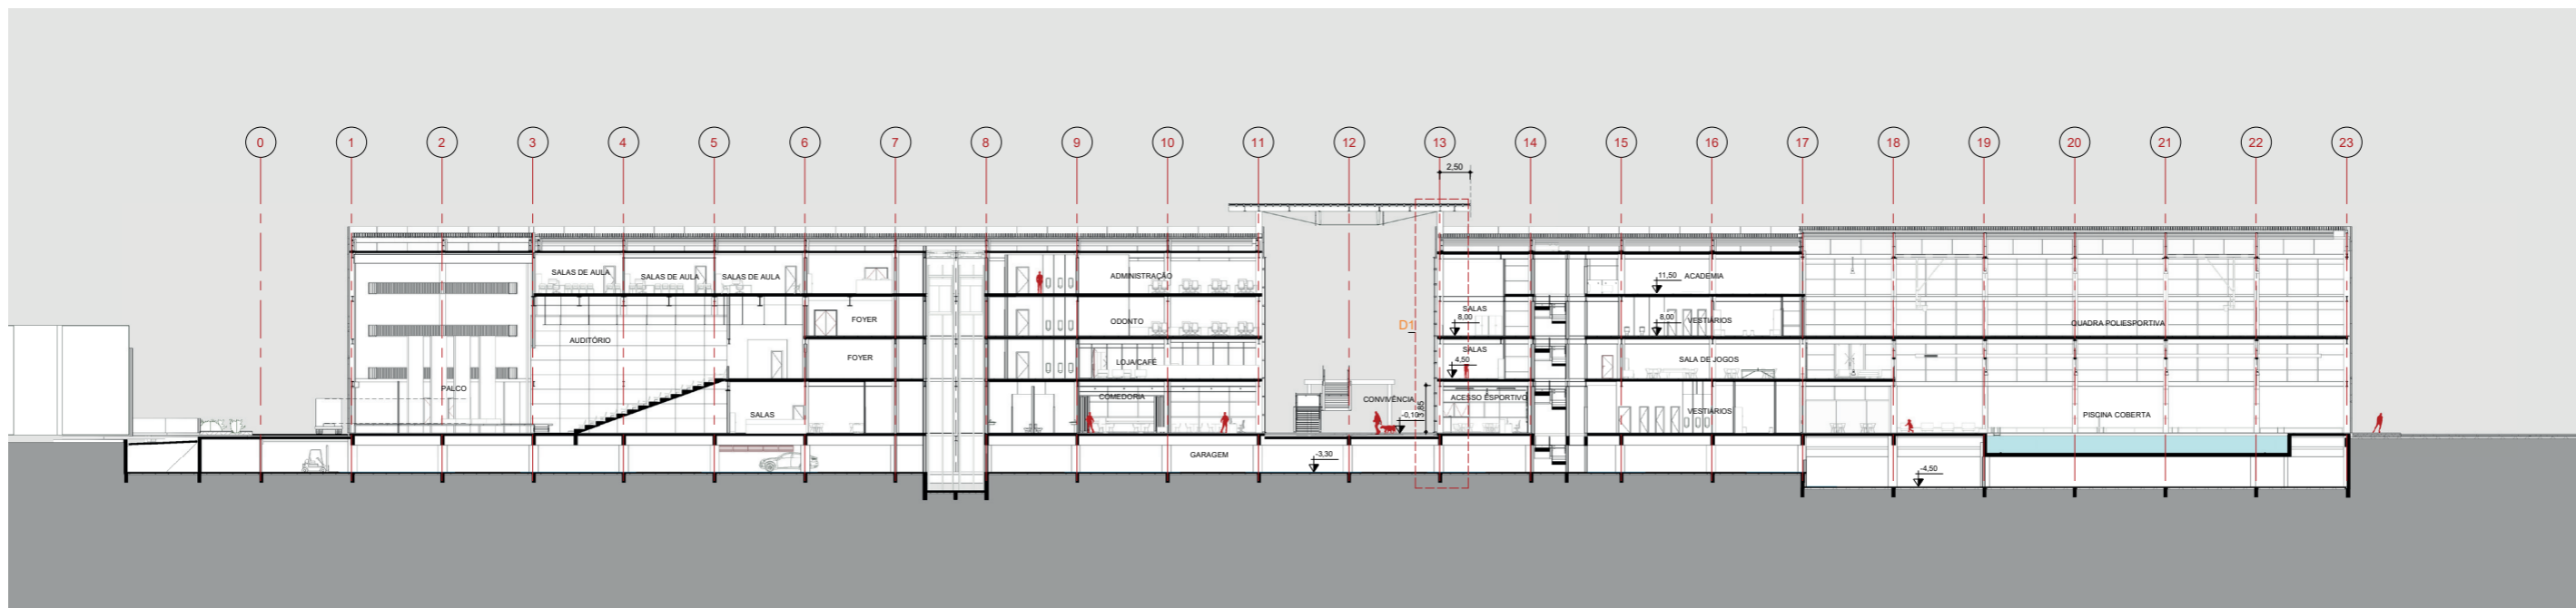 0
1
2
3
4
5
6
7
8
9
10
11
12
13
14
15
16
17
18
19
20
21
22
23
2,50
SALAS DE AULA
SALAS DE AULA
SALAS DE AULA
ADMINISTRAÇÃO
11,50
ACADEMIA
AUDITÓRIO
FOYER
ODONTO
D1
SALAS
8,00
8,00
VESTIÁRIOS
QUADRA POLIESPORTIVA
FOYER
LOJA/CAFÉ
SALAS
4,50
SALA DE JOGOS
PALCO
SALAS
COMEDORIA
CONVIVÊNCIA
-0,10
ACESSO ESPORTIVO
VESTIÁRIOS
PISCINA COBERTA
GARAGEM
-3,30
-4,50